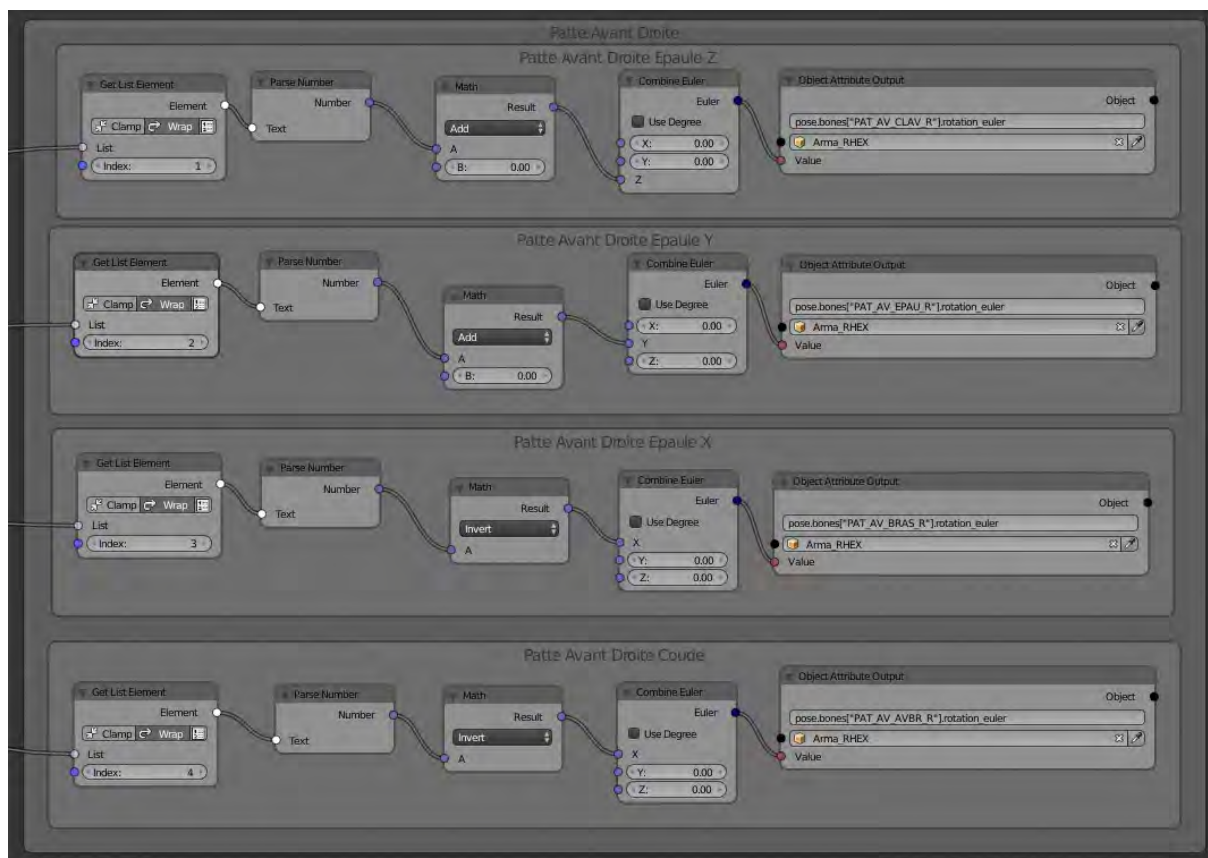 Patte Avant Droite
Patte Avant Droite Epaule Z
Get List Element
Element
Clamp Wrap
List
Index: 1
Parse Number
Number
Text
Math
Result
Add
A
B: 0.00
Combine Euler
Euler
Use Degree
X: 0.00
Y: 0.00
Z
Object Attribute Output
Object
pose.bones["PAT_AV_CLAV_R"].rotation_euler
Arma_RHEX
Value
Patte Avant Droite Epaule Y
Get List Element
Element
Clamp Wrap
List
Index: 2
Parse Number
Number
Text
Math
Result
Add
A
B: 0.00
Combine Euler
Euler
Use Degree
X: 0.00
Y
Z: 0.00
Object Attribute Output
Object
pose.bones["PAT_AV_EPAU_R"].rotation_euler
Arma_RHEX
Value
Patte Avant Droite Epaule X
Get List Element
Element
Clamp Wrap
List
Index: 3
Parse Number
Number
Text
Math
Result
Invert
A
Combine Euler
Euler
Use Degree
X
Y: 0.00
Z: 0.00
Object Attribute Output
Object
pose.bones["PAT_AV_BRAS_R"].rotation_euler
Arma_RHEX
Value
Patte Avant Droite Coude
Get List Element
Element
Clamp Wrap
List
Index: 4
Parse Number
Number
Text
Math
Result
Invert
A
Combine Euler
Euler
Use Degree
X
Y: 0.00
Z: 0.00
Object Attribute Output
Object
pose.bones["PAT_AV_AVBR_R"].rotation_euler
Arma_RHEX
Value